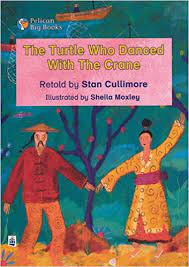 Pelican
Big Books
The Turtle Who Danced
With The Crane
Retold by Stan Cullimore
Illustrated by Sheila Moxley